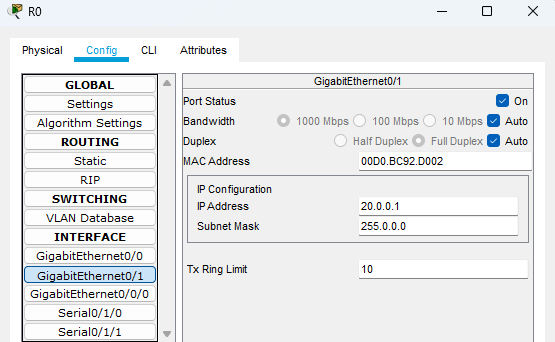 R0
Physical Config CLI Attributes
GLOBAL
Settings
Algorithm Settings
ROUTING
Static
RIP
SWITCHING
VLAN Database
INTERFACE
GigabitEthernet0/0
GigabitEthernet0/1
GigabitEthernet0/0/0
Serial0/1/0
Serial0/1/1
GigabitEthernet0/1
Port Status On
Bandwidth 1000 Mbps 100 Mbps 10 Mbps Auto
Duplex Half Duplex Full Duplex Auto
MAC Address 00D0.BC92.D002
IP Configuration
IP Address 20.0.0.1
Subnet Mask 255.0.0.0
Tx Ring Limit 10